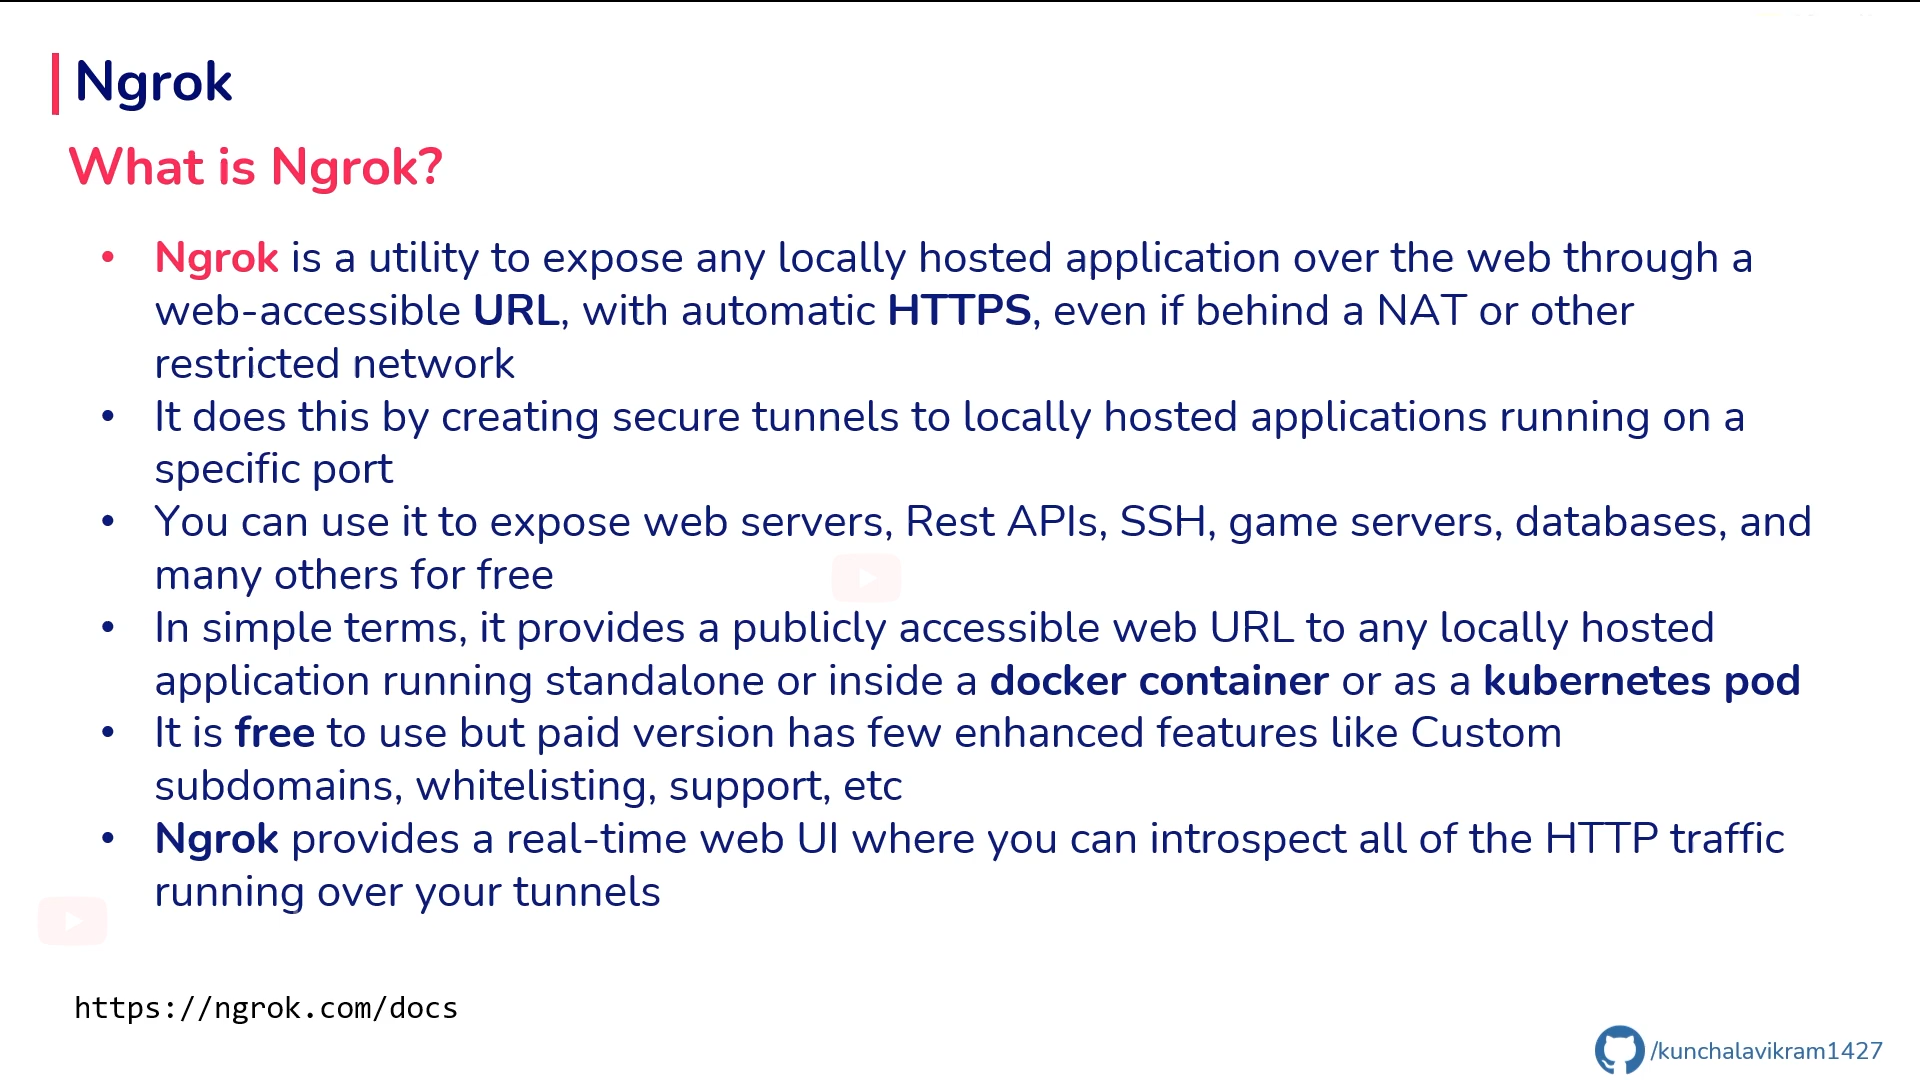 Ngrok
What is Ngrok?
• Ngrok is a utility to expose any locally hosted application over the web through a
web-accessible URL, with automatic HTTPS, even if behind a NAT or other
restricted network
• It does this by creating secure tunnels to locally hosted applications running on a
specific port
• You can use it to expose web servers, Rest APIs, SSH, game servers, databases, and
many others for free
• In simple terms, it provides a publicly accessible web URL to any locally hosted
application running standalone or inside a docker container or as a kubernetes pod
• It is free to use but paid version has few enhanced features like Custom
subdomains, whitelisting, support, etc
• Ngrok provides a real-time web UI where you can introspect all of the HTTP traffic
running over your tunnels
https://ngrok.com/docs
/kunchalavikram1427